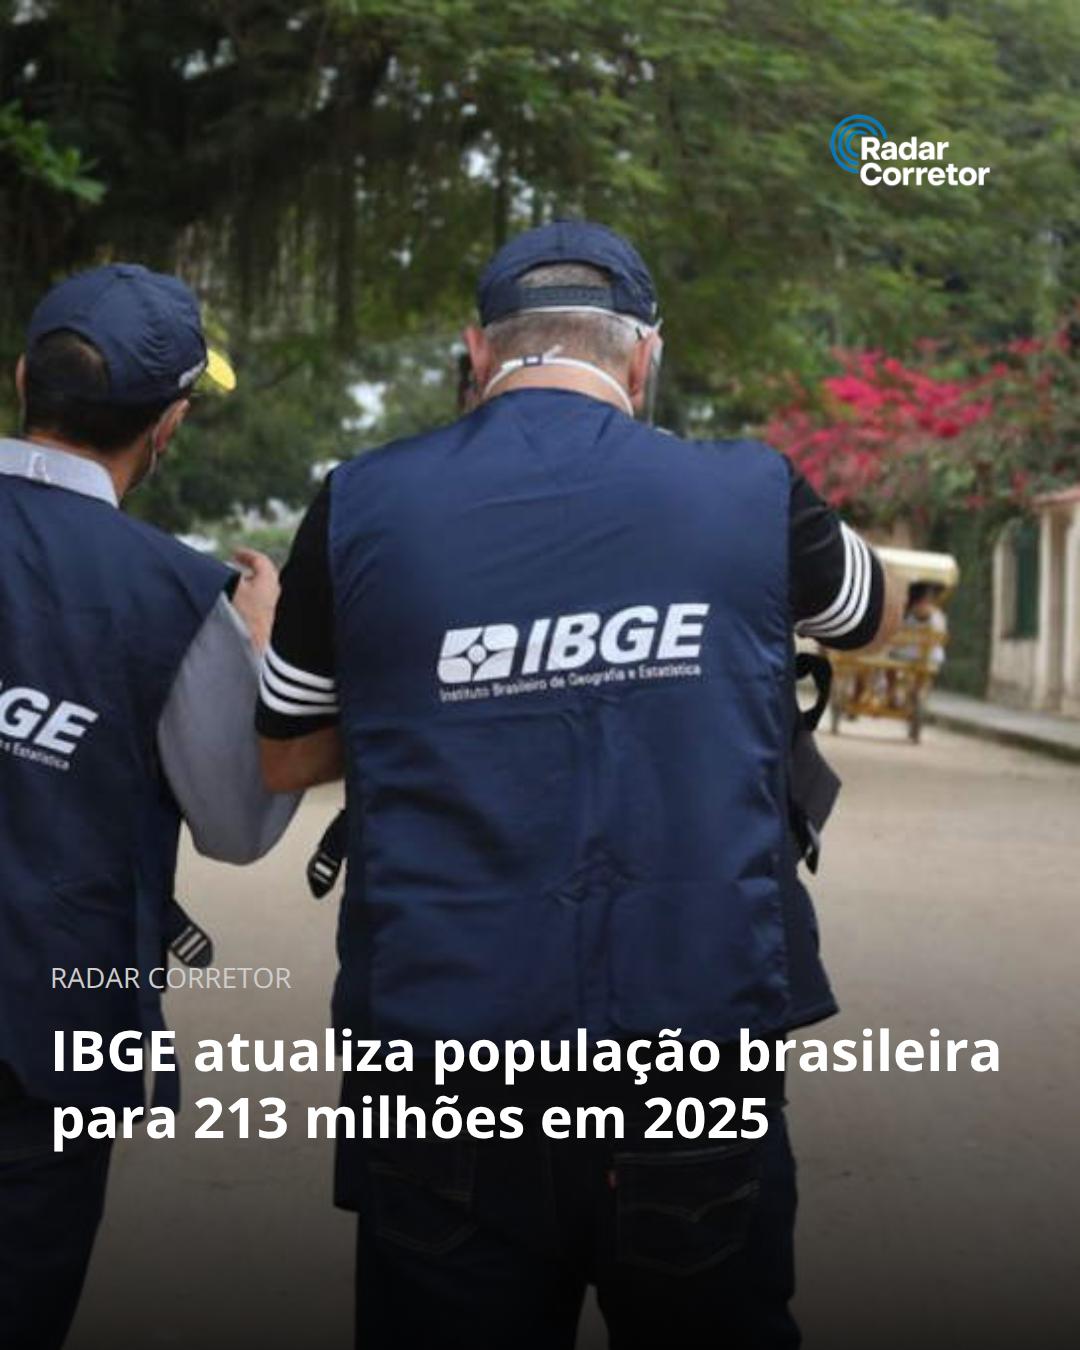 Radar
Corretor
IBGE
Instituto Brasileiro de Geografia e Estatística
GE
e Estatística
RADAR CORRETOR
IBGE atualiza população brasileira
para 213 milhões em 2025